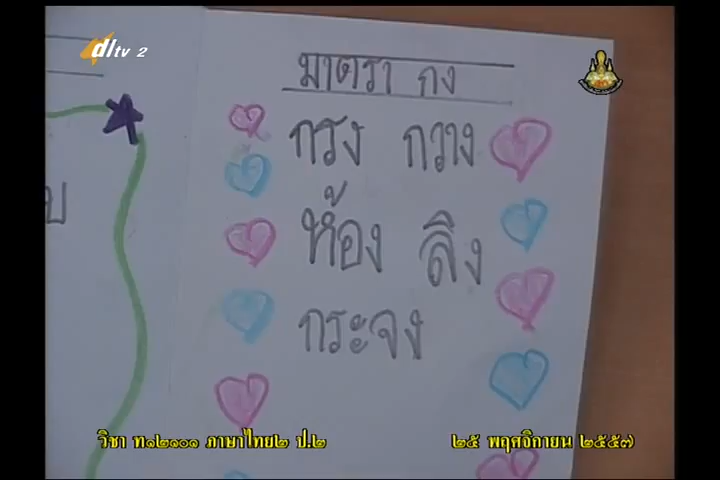 dltv 2
มาตรา กง
กรง กวาง
ห้อง ลิง
กระจง
บ
วิชา ท๑๒๑๐๑ ภาษาไทย๒ ป.๒
๒๕ พฤศจิกายน ๒๕๕๗